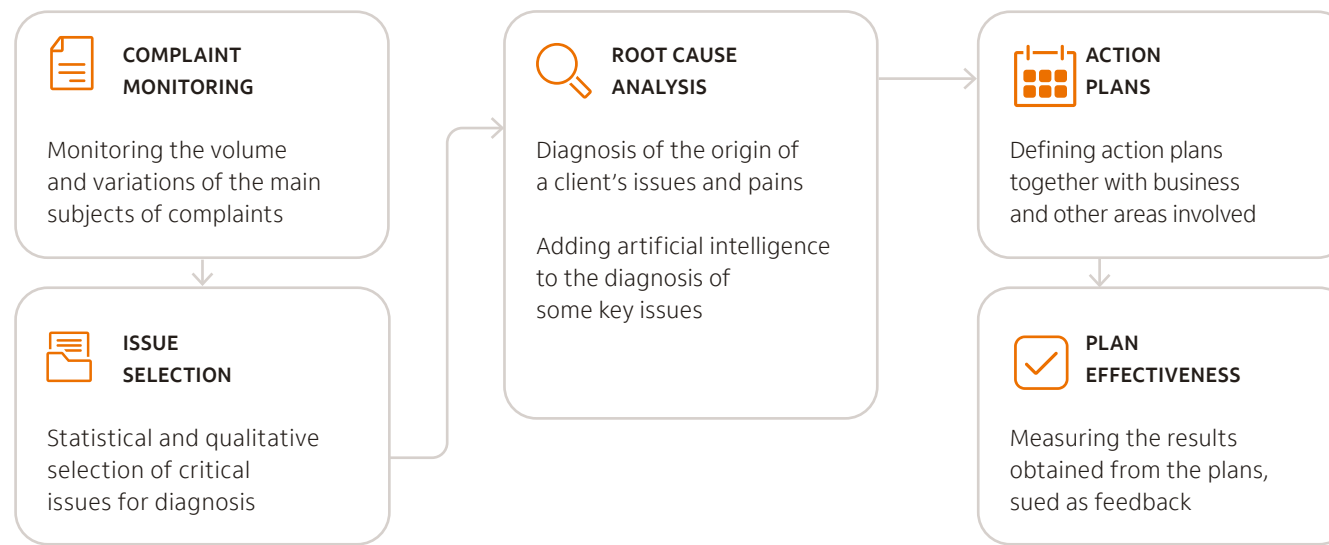 COMPLAINT
MONITORING
Monitoring the volume
and variations of the main
subjects of complaints
ISSUE
SELECTION
Statistical and qualitative
selection of critical
issues for diagnosis
ROOT CAUSE
ANALYSIS
Diagnosis of the origin of
a client’s issues and pains
Adding artificial intelligence
to the diagnosis of
some key issues
ACTION
PLANS
Defining action plans
together with business
and other areas involved
PLAN
EFFECTIVENESS
Measuring the results
obtained from the plans,
sued as feedback